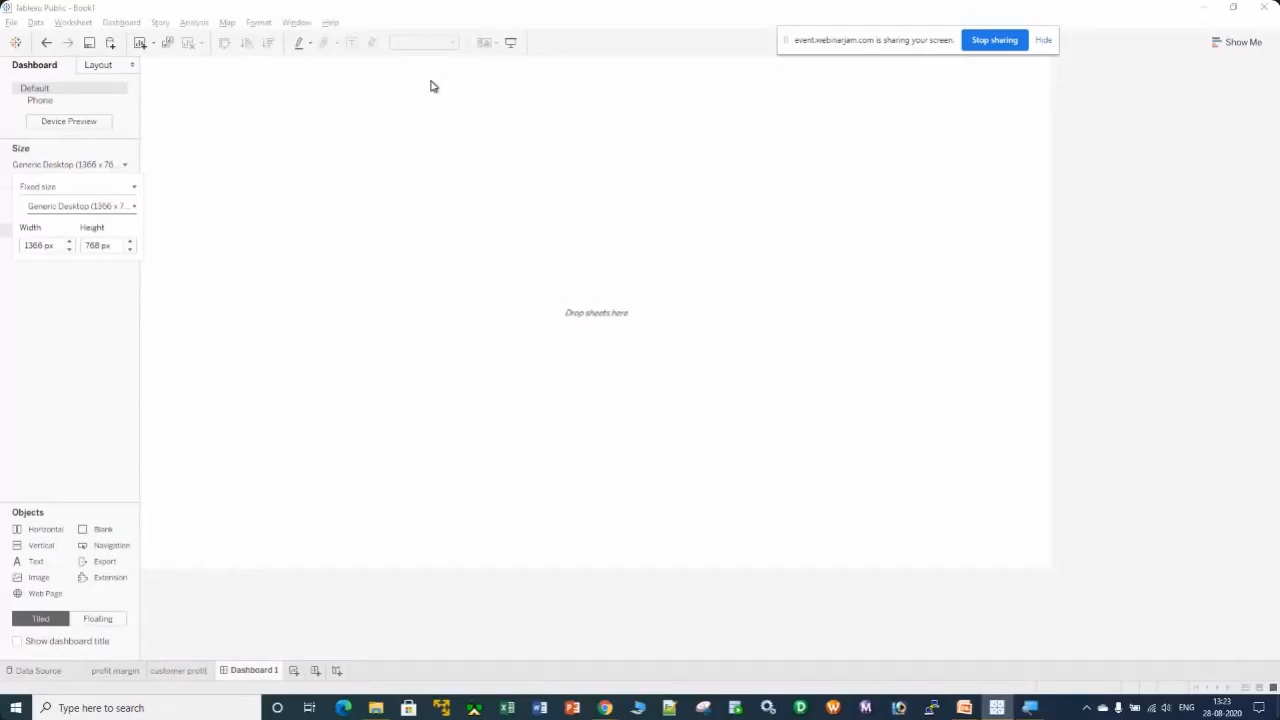 Tableau Public - Book1
File Data Worksheet Dashboard Story Analysis Map Format Window Help
event.webinarjam.com is sharing your screen. Stop sharing Hide
Show Me
Dashboard Layout
Default
Phone
Device Preview
Size
Generic Desktop (1366 x 76...
Fixed size
Generic Desktop (1366 x 7...
Width Height
1366 px 768 px
Drop sheets here
Objects
Horizontal Blank
Vertical Navigation
A Text Export
Image Extension
Web Page
Tiled Floating
Show dashboard title
Data Source profit margin customer profit Dashboard 1
Type here to search
ENG
13:23
28-08-2020